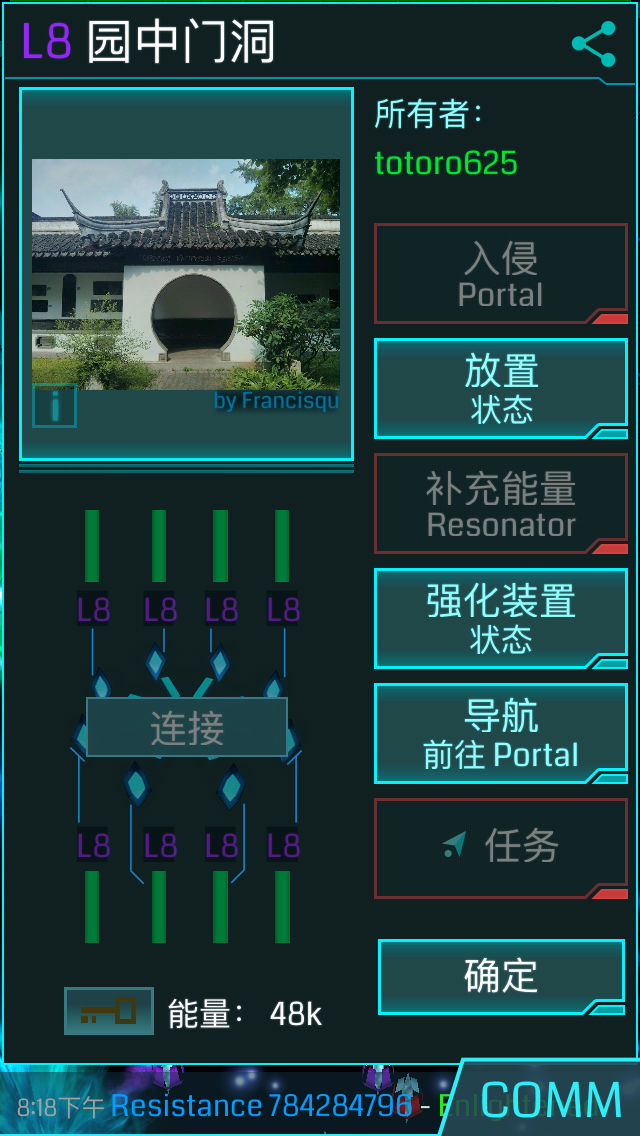 L8 园中门洞
所有者：
totoro625
入侵
Portal
放置
状态
by Francisqu
补充能量
Resonator
L8 L8 L8 L8
强化装置
状态
连接
导航
前往 Portal
L8 L8 L8 L8
任务
确定
能量： 48k
8:18下午 Resistance 784284796 -
COMM